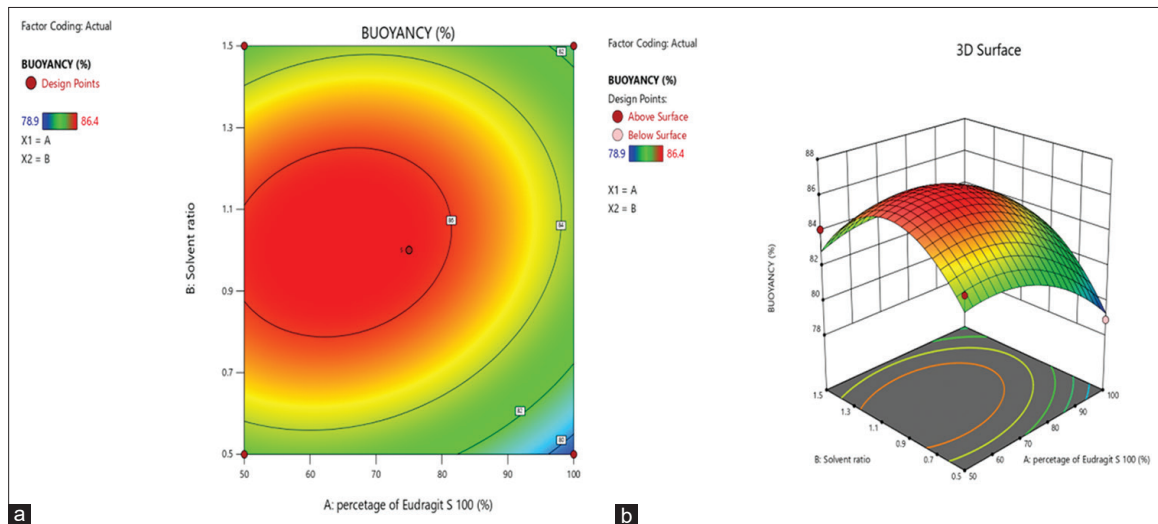 Factor Coding: Actual
BUOYANCY (%)
Design Points
78.9 86.4
X1 = A
X2 = B
BUOYANCY (%)
1.5
1.3
1.1
0.9
0.7
0.5
B: Solvent ratio
82
86
84
82
80
50 60 70 80 90 100
A: percetage of Eudragit S 100 (%)
a
Factor Coding: Actual
BUOYANCY (%)
Design Points:
Above Surface
Below Surface
78.9 86.4
X1 = A
X2 = B
3D Surface
88
86
84
82
80
78
BUOYANCY (%)
1.5
1.3
1.1
0.9
0.7
0.5
B: Solvent ratio
50
60
70
80
90
100
A: percetage of Eudragit S 100 (%)
b